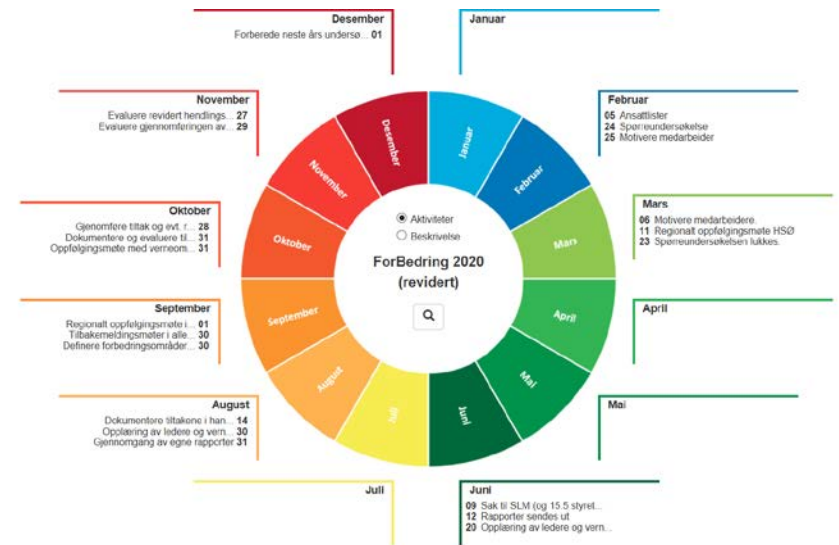 Desember
Forberede neste års undersø... 01
Januar
November
Evaluere revidert hendlings... 27
Evaluere gjennomføringen av... 29
Februar
05 Ansattlister
24 Spørreundersøkelse
25 Motivere medarbeider
Oktober
Gjenomføre tiltak og evt. r... 28
Dokumentere og evaluere til... 31
Oppfølgingsmøte med verneom... 31
Mars
06 Motivere medarbeidere.
11 Regionalt oppfølgingsmøte HSØ
23 Spørreundersøkelsen lukkes.
September
Regionalt oppfølgingsmøte i... 01
Tilbakemeldingsmøter i alle... 30
Definere forbedringsområder... 30
April
August
Dokumentere tiltakene i han... 14
Opplæring av ledere og vern... 30
Gjennomgang av egne rapporter 31
Mai
Juli
Juni
09 Sak til SLM (og 15.5 styret...
12 Rapporter sendes ut
20 Opplæring av ledere og vern...
Desember
Januar
November
Februar
Oktober
Mars
September
April
August
Mai
Juli
Juni
Aktiviteter
Beskrivelse
ForBedring 2020
(revidert)